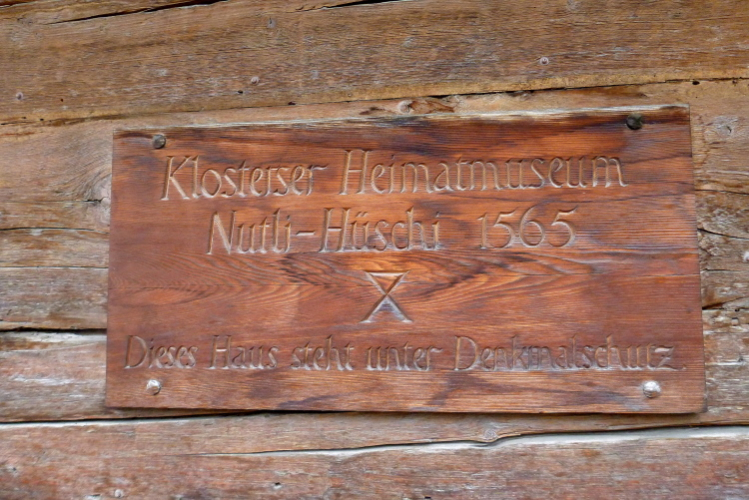 Klosterser Heimatmuseum
Nutli-Hüschi 1565
Dieses Haus steht unter Denkmalschutz.